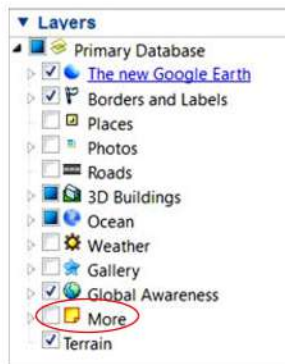 Layers
Primary Database
The new Google Earth
Borders and Labels
Places
Photos
Roads
3D Buildings
Ocean
Weather
Gallery
Global Awareness
More
Terrain